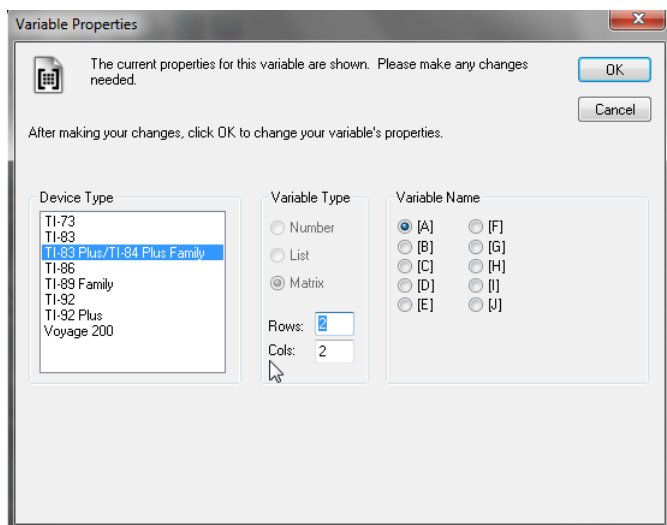 Variable Properties
The current properties for this variable are shown.  Please make any changes
needed.
OK
Cancel
After making your changes, click OK to change your variable's properties.
Device Type
TI-73
TI-83
TI-83 Plus/TI-84 Plus Family
TI-86
TI-89 Family
TI-92
TI-92 Plus
Voyage 200
Variable Type
Number
List
Matrix
Rows: 2
Cols: 2
Variable Name
[A] [F]
[B] [G]
[C] [H]
[D] [I]
[E] [J]